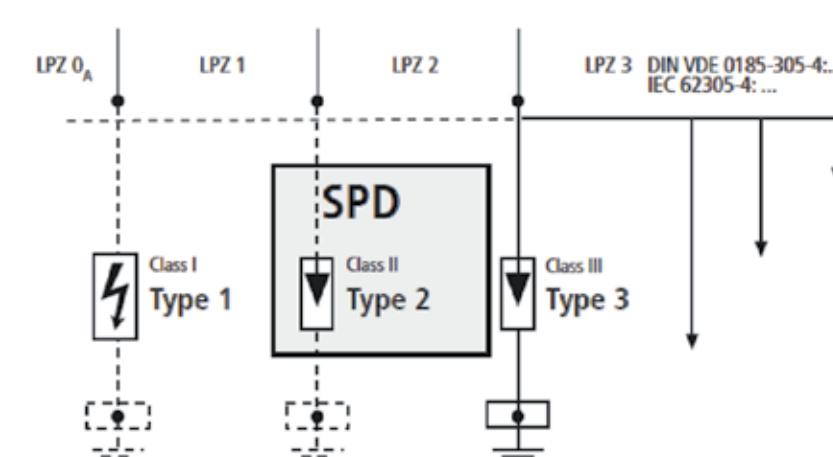 LPZ 0A LPZ 1 LPZ 2 LPZ 3 DIN VDE 0185-305-4:..
IEC 62305-4: ...
SPD
Class I Class II Class III
Type 1 Type 2 Type 3